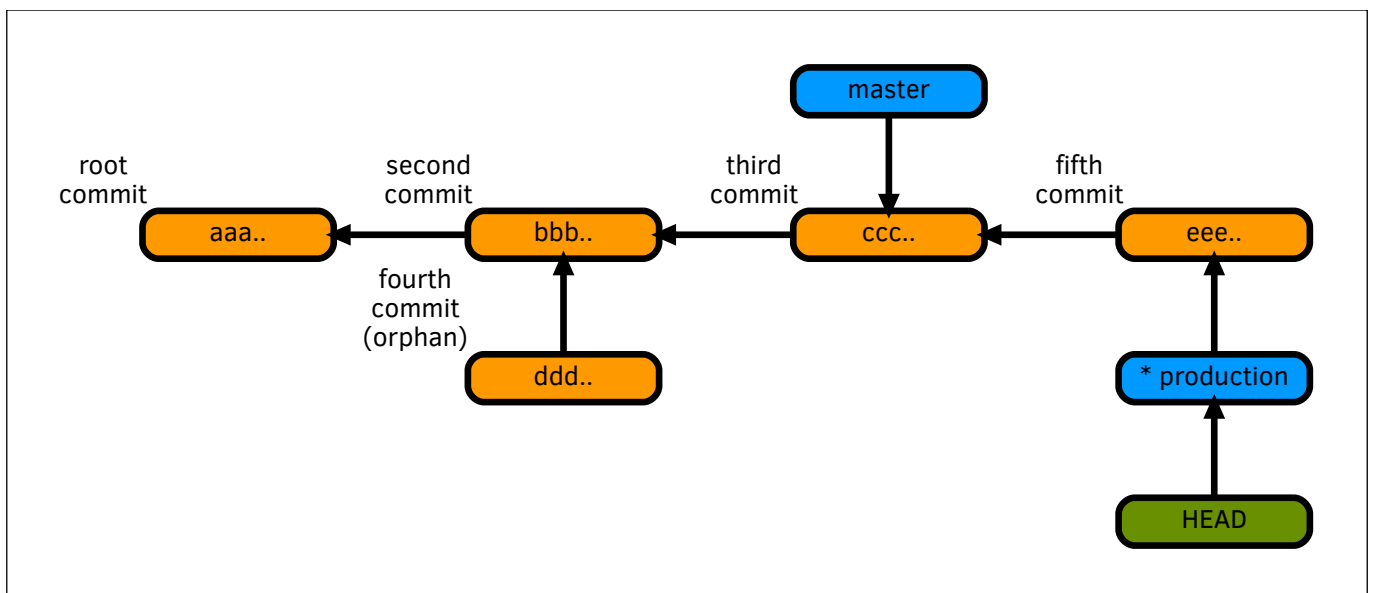 master
root
commit
second
commit
third
commit
fifth
commit
aaa..
bbb..
ccc..
eee..
fourth
commit
(orphan)
ddd..
* production
HEAD